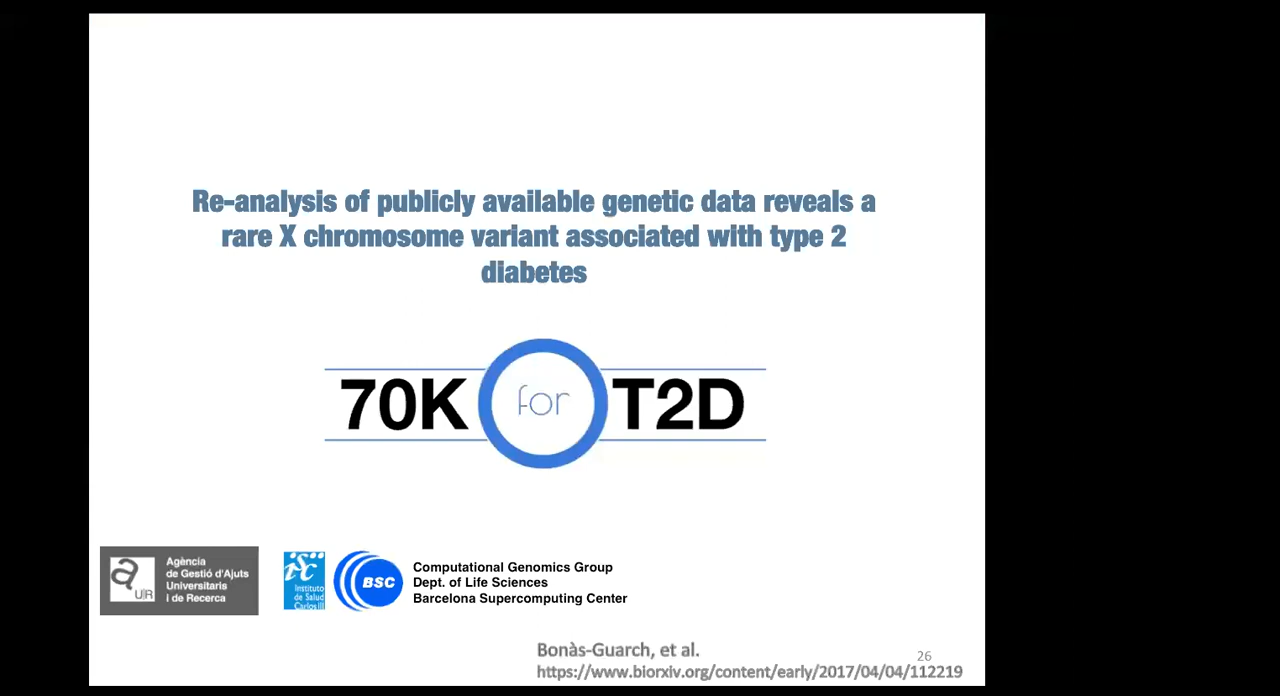 Re-analysis of publicly available genetic data reveals a
rare X chromosome variant associated with type 2
diabetes
70K for T2D
a
UR
Agència
de Gestió d'Ajuts
Universitaris
i de Recerca
isc
Instituto
de Salud
Carlos III
BSC
Computational Genomics Group
Dept. of Life Sciences
Barcelona Supercomputing Center
Bonàs-Guarch, et al.
26
https://www.biorxiv.org/content/early/2017/04/04/112219